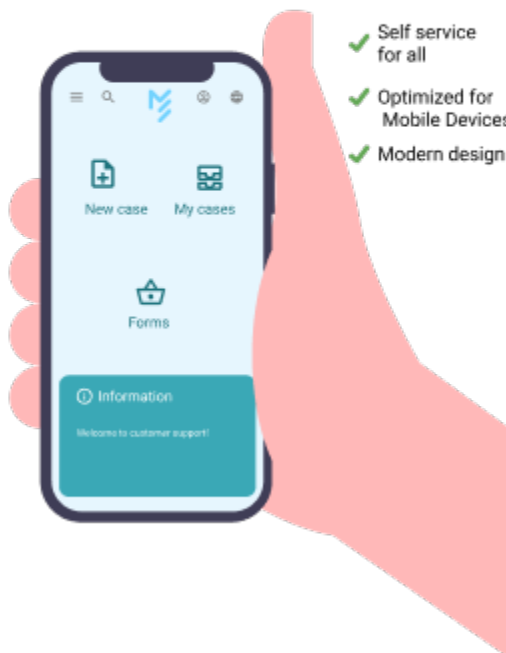 Self service
for all
Optimized for
Mobile Devices
Modern design
New case
My cases
Forms
Information
Welcome to customer support!